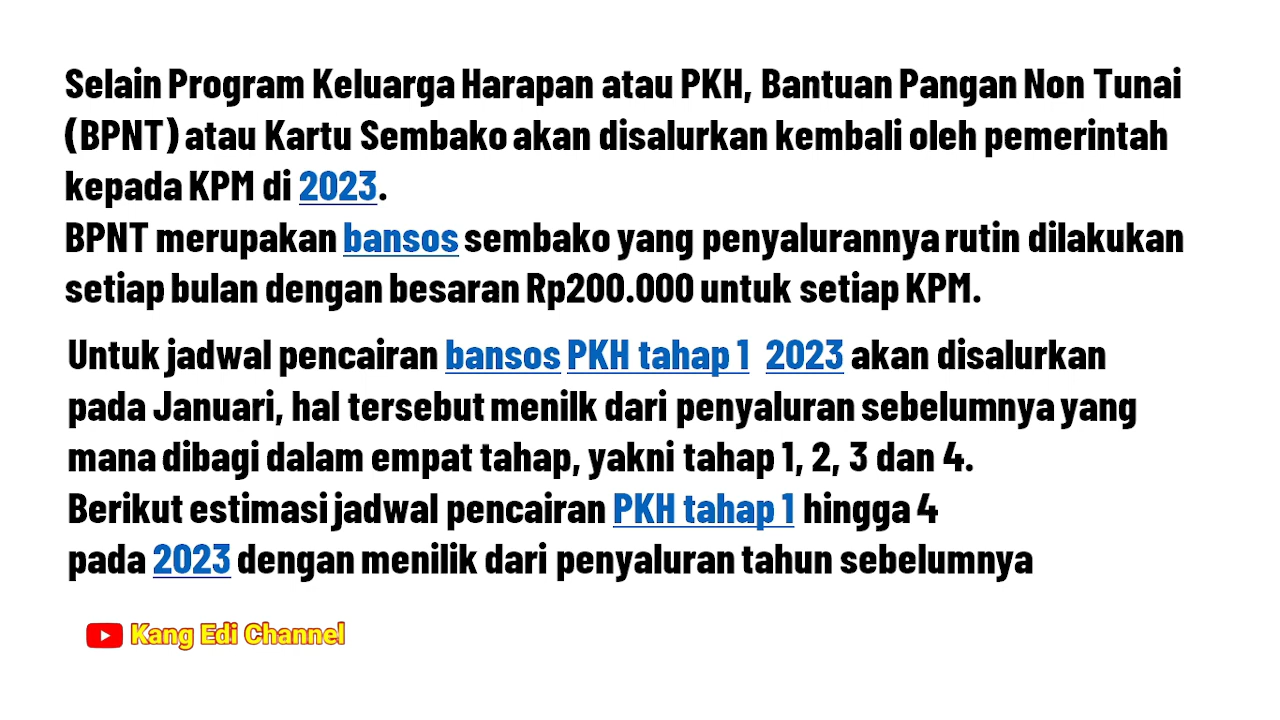 Selain Program Keluarga Harapan atau PKH, Bantuan Pangan Non Tunai
(BPNT) atau Kartu Sembako akan disalurkan kembali oleh pemerintah
kepada KPM di 2023.
BPNT merupakan bansos sembako yang penyalurannya rutin dilakukan
setiap bulan dengan besaran Rp200.000 untuk setiap KPM.
Untuk jadwal pencairan bansos PKH tahap 1 2023 akan disalurkan
pada Januari, hal tersebut menilk dari penyaluran sebelumnya yang
mana dibagi dalam empat tahap, yakni tahap 1, 2, 3 dan 4.
Berikut estimasi jadwal pencairan PKH tahap 1 hingga 4
pada 2023 dengan menilik dari penyaluran tahun sebelumnya
Kang Edi Channel